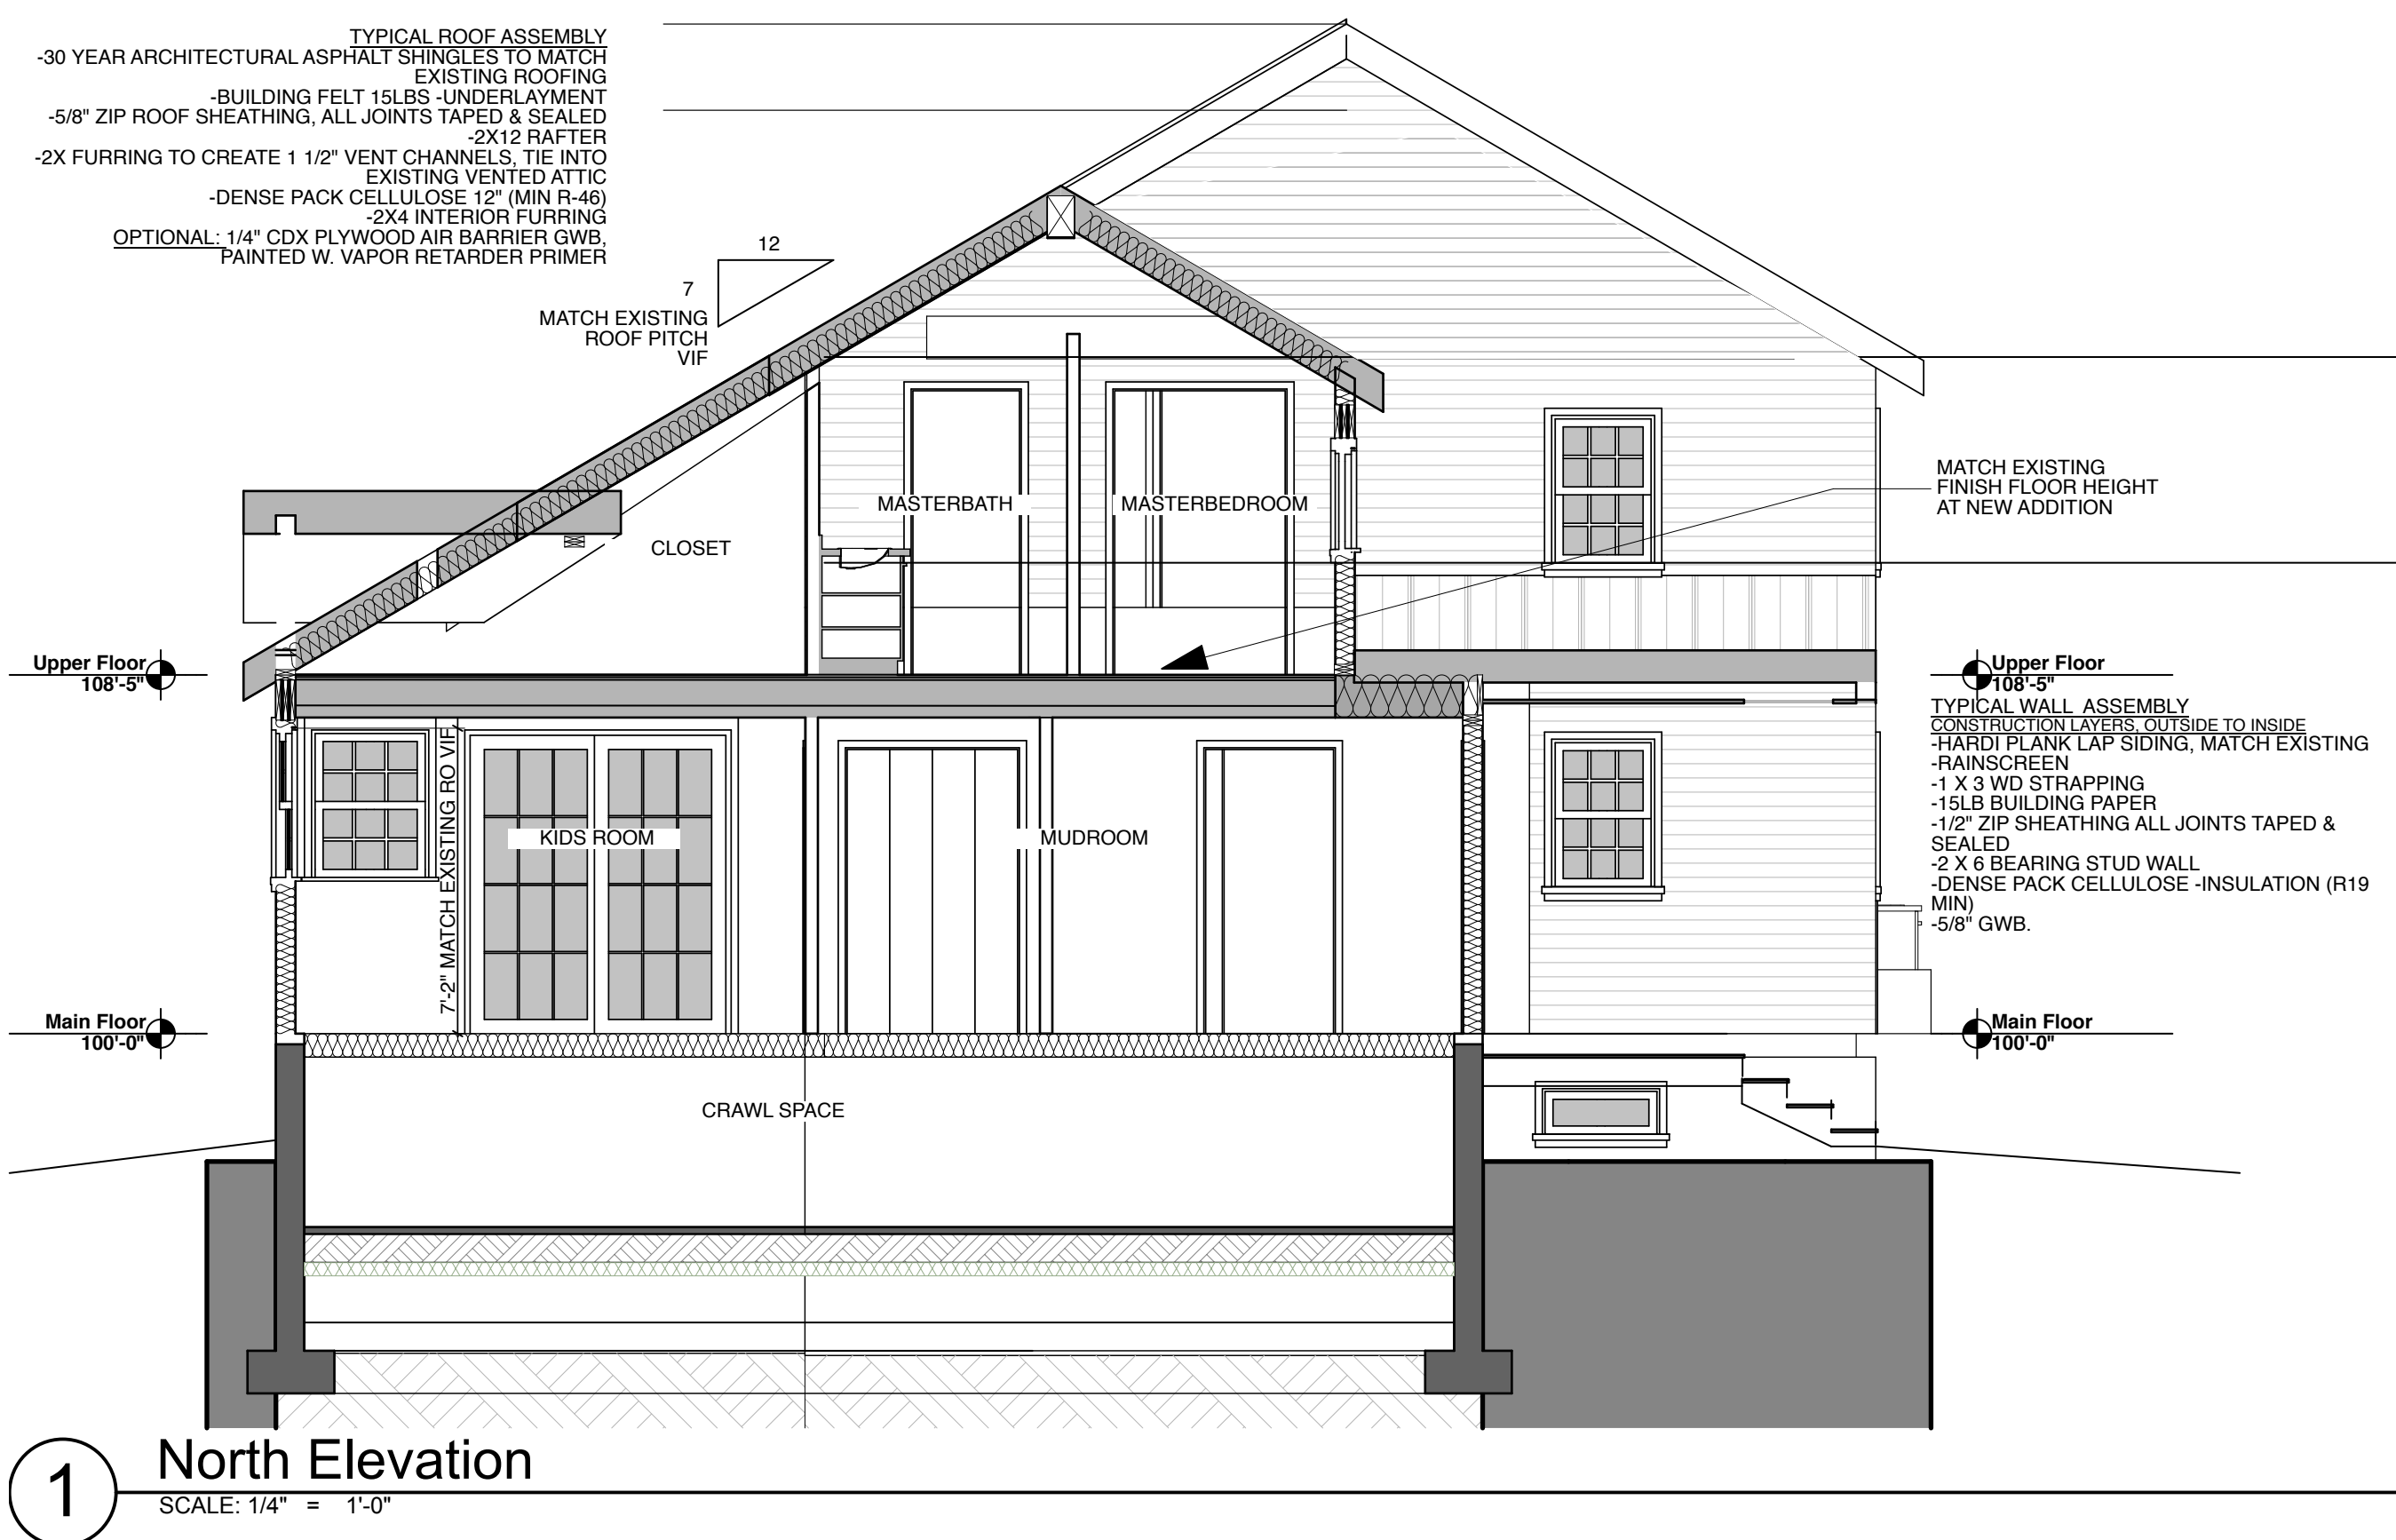 TYPICAL ROOF ASSEMBLY
-30 YEAR ARCHITECTURAL ASPHALT SHINGLES TO MATCH
EXISTING ROOFING
-BUILDING FELT 15LBS -UNDERLAYMENT
-5/8" ZIP ROOF SHEATHING, ALL JOINTS TAPED & SEALED
-2X12 RAFTER
-2X FURRING TO CREATE 1 1/2" VENT CHANNELS, TIE INTO
EXISTING VENTED ATTIC
-DENSE PACK CELLULOSE 12" (MIN R-46)
-2X4 INTERIOR FURRING
OPTIONAL: 1/4" CDX PLYWOOD AIR BARRIER GWB,
PAINTED W. VAPOR RETARDER PRIMER
12
7
MATCH EXISTING
ROOF PITCH
VIF
MATCH EXISTING
FINISH FLOOR HEIGHT
AT NEW ADDITION
MASTERBATH
MASTERBEDROOM
CLOSET
Upper Floor
108'-5"
Upper Floor
108'-5"
TYPICAL WALL ASSEMBLY
CONSTRUCTION LAYERS, OUTSIDE TO INSIDE
-HARDI PLANK LAP SIDING, MATCH EXISTING
-RAINSCREEN
-1 X 3 WD STRAPPING
-15LB BUILDING PAPER
-1/2" ZIP SHEATHING ALL JOINTS TAPED &
SEALED
-2 X 6 BEARING STUD WALL
-DENSE PACK CELLULOSE -INSULATION (R19
MIN)
-5/8" GWB.
7'-2" MATCH EXISTING RO VIF
KIDS ROOM
MUDROOM
Main Floor
100'-0"
Main Floor
100'-0"
CRAWL SPACE
1
North Elevation
SCALE: 1/4" = 1'-0"